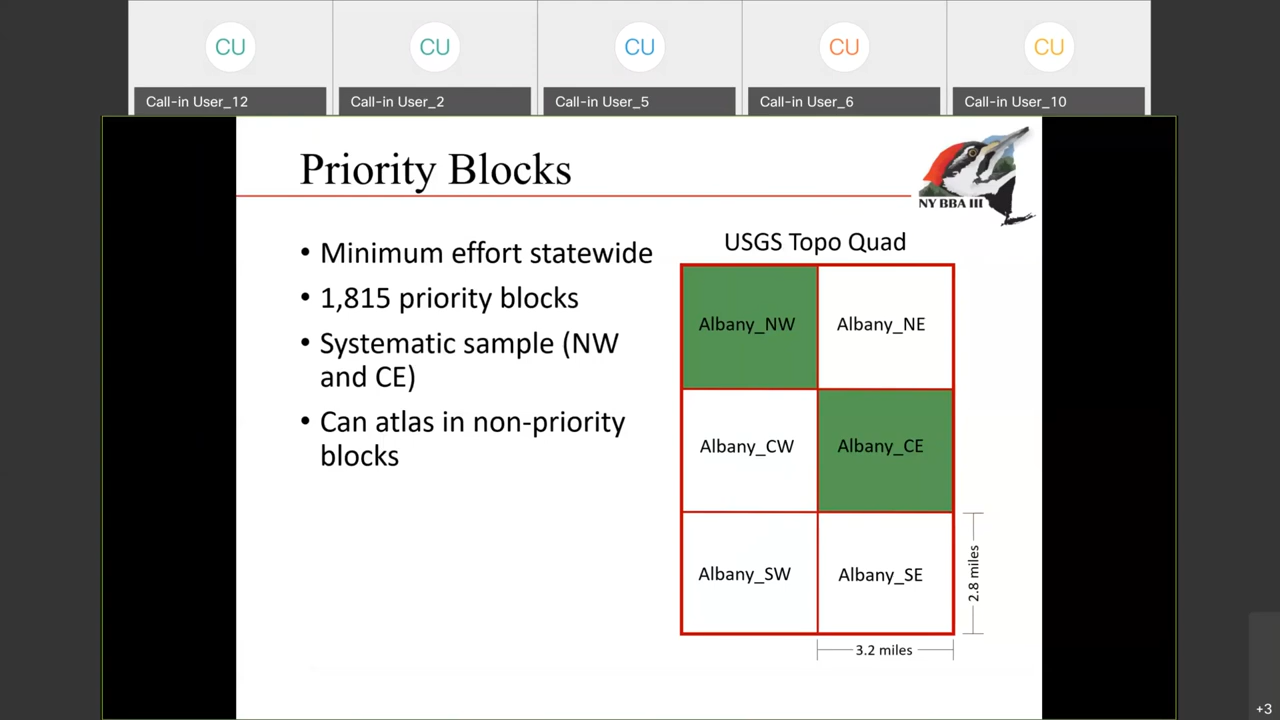 CU
CU
CU
CU
CU
Call-in User_12
Call-in User_2
Call-in User_5
Call-in User_6
Call-in User_10
Priority Blocks
NY BBA III
• Minimum effort statewide
• 1,815 priority blocks
• Systematic sample (NW
and CE)
• Can atlas in non-priority
blocks
USGS Topo Quad
Albany_NW
Albany_NE
Albany_CW
Albany_CE
Albany_SW
Albany_SE
2.8 miles
3.2 miles
+3